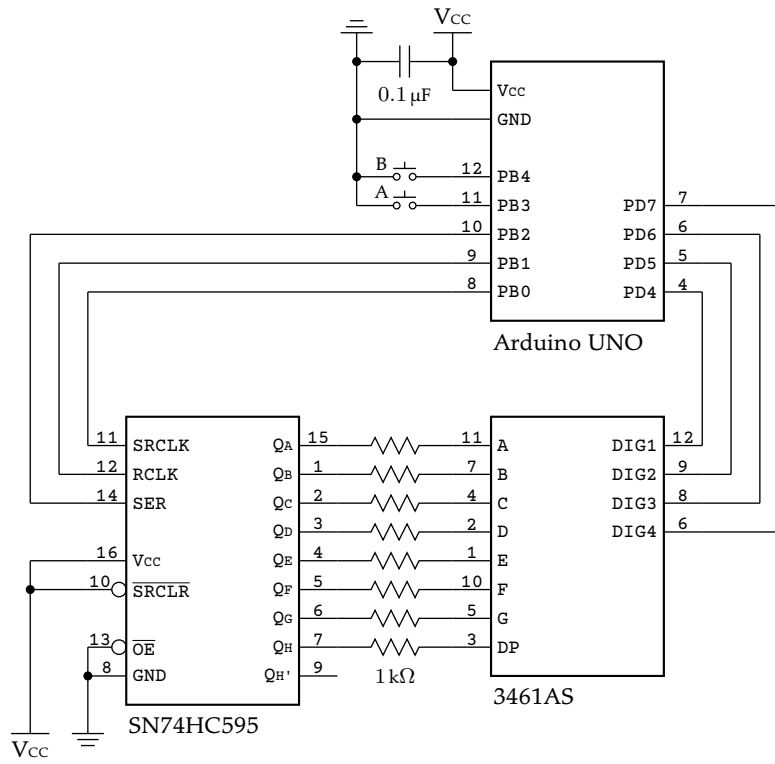 Vcc
0.1 µF
Vcc
GND
B 12 PB4
A 11 PB3 PD7 7
10 PB2 PD6 6
9 PB1 PD5 5
8 PB0 PD4 4
Arduino UNO
11 SRCLK QA 15 11 A DIG1 12
12 RCLK QB 1 7 B DIG2 9
14 SER QC 2 4 C DIG3 8
QD 3 2 D DIG4 6
16 Vcc QE 4 1 E
10 SRCLR QF 5 10 F
QG 6 5 G
13 OE QH 7 3 DP
8 GND QH' 9
1 kΩ
SN74HC595
3461AS
Vcc